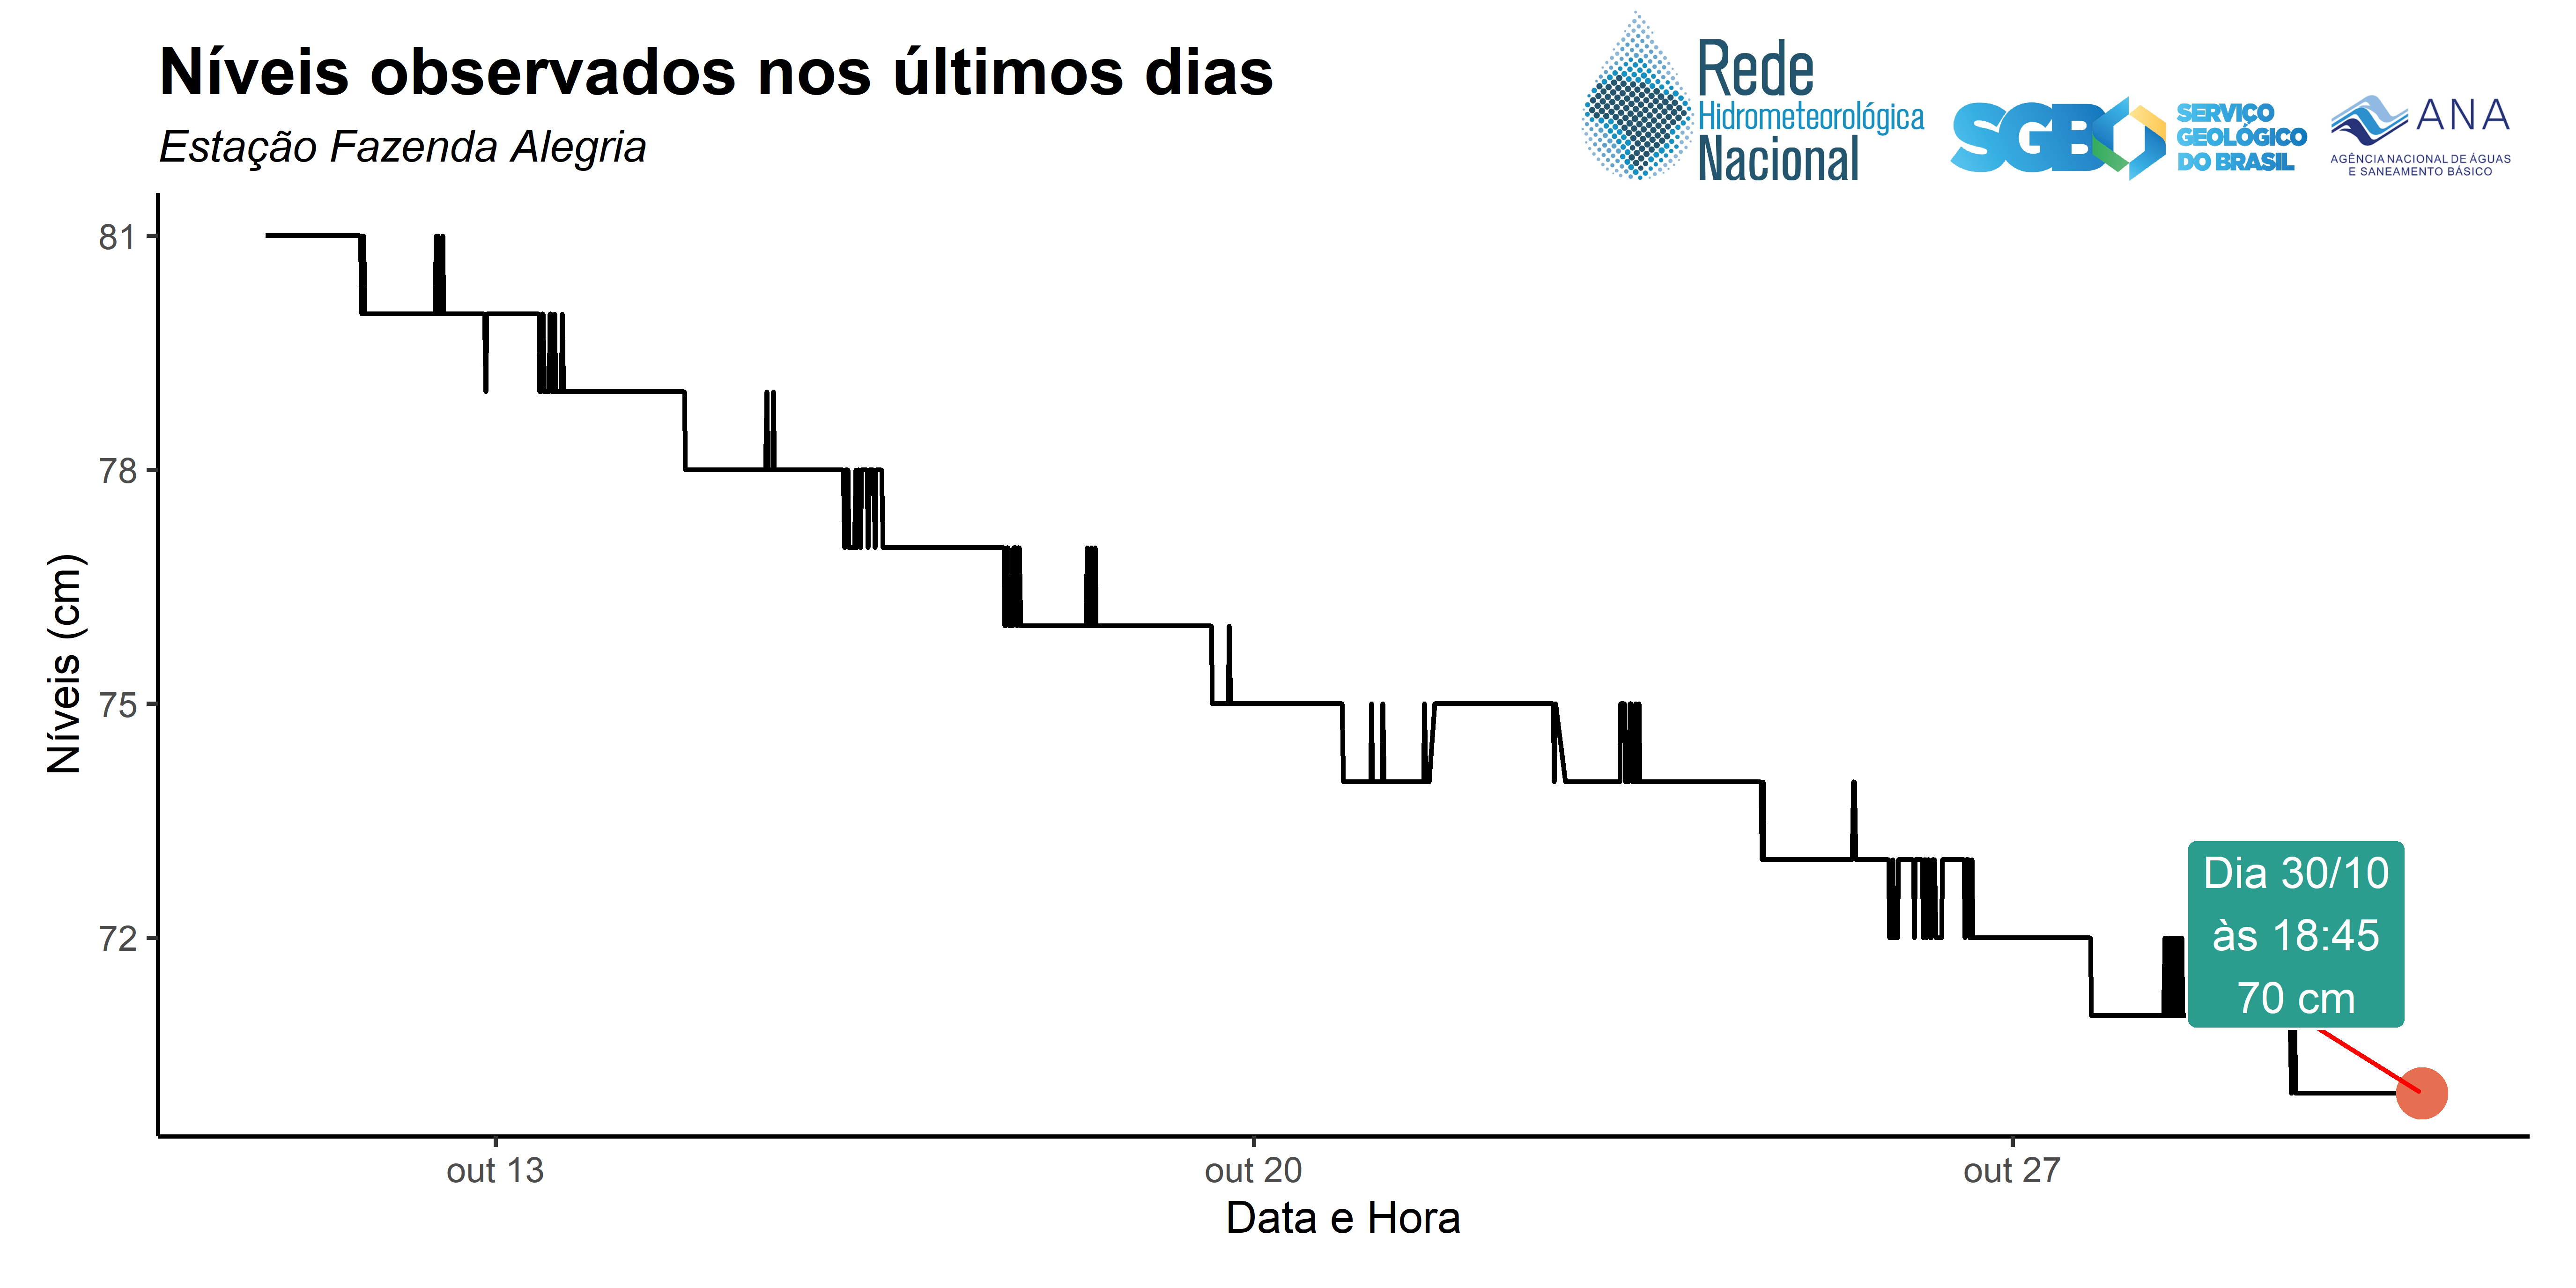 Níveis observados nos últimos dias
Estação Fazenda Alegria
Rede
Hidrometeorológica
Nacional
SGB
SERVIÇO
GEOLÓGICO
DO BRASIL
ANA
AGÊNCIA NACIONAL DE ÁGUAS
E SANEAMENTO BÁSICO
Níveis (cm)
81
78
75
72
Dia 30/10
às 18:45
70 cm
out 13
out 20
out 27
Data e Hora